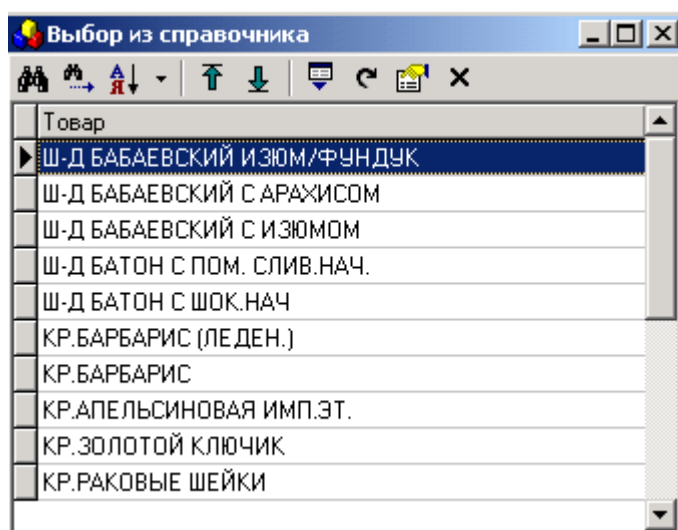 Выбор из справочника
Товар
Ш-Д БАБАЕВСКИЙ ИЗЮМ/ФУНДУК
Ш-Д БАБАЕВСКИЙ С АРАХИСОМ
Ш-Д БАБАЕВСКИЙ С ИЗЮМОМ
Ш-Д БАТОН С ПОМ. СЛИВ.НАЧ.
Ш-Д БАТОН С ШОК.НАЧ
КР.БАРБАРИС (ЛЕДЕН.)
КР.БАРБАРИС
КР.АПЕЛЬСИНОВАЯ ИМП.ЭТ.
КР.ЗОЛОТОЙ КЛЮЧИК
КР.РАКОВЫЕ ШЕЙКИ